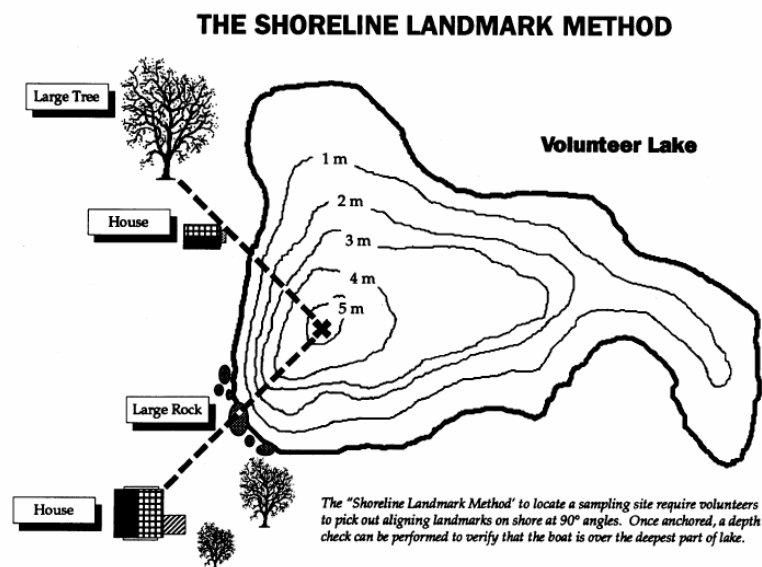 THE SHORELINE LANDMARK METHOD
Large Tree
Volunteer Lake
1 m
2 m
House
3 m
4 m
5 m
Large Rock
House
The "Shoreline Landmark Method' to locate a sampling site require volunteers
to pick out aligning landmarks on shore at 90° angles. Once anchored, a depth
check can be performed to verify that the boat is over the deepest part of lake.